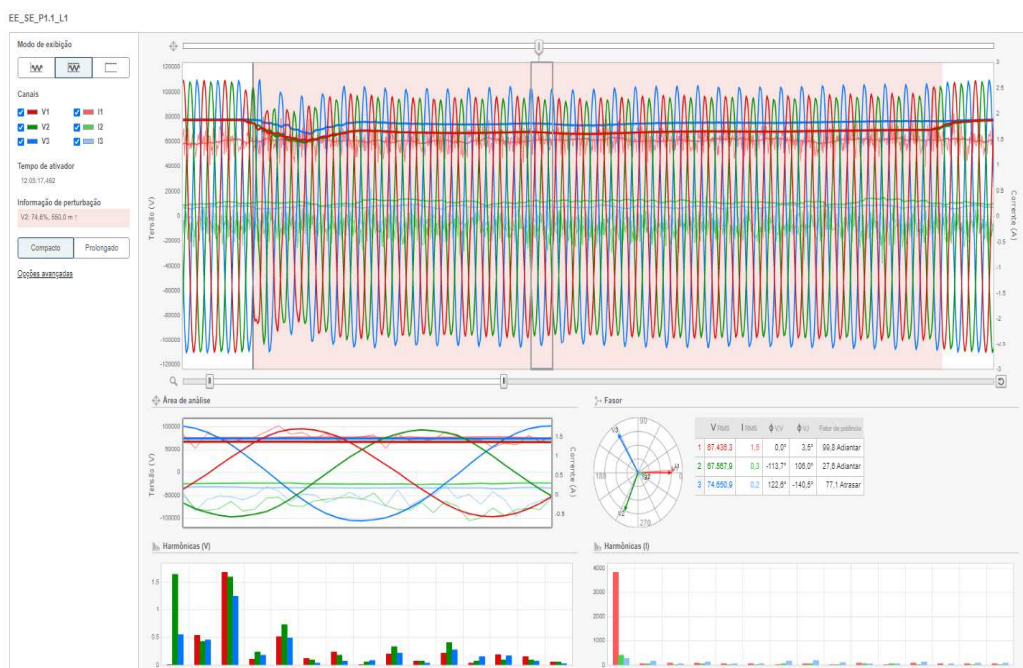 EE_SE_P1.1_L1
Modo de exibição
Canais
V1 I1
V2 I2
V3 I3
Tempo de ativador
12:05:17,492
Informação de perturbação
V2: 74,6%, 550,0 m
Compacto Prolongado
Opções avançadas
120000
100000
80000
60000
40000
20000
0
-20000
-40000
-60000
-80000
-100000
-120000
Tensão (V)
3
2.5
2
1.5
1
0.5
0
-0.5
-1
-1.5
-2
-2.5
-3
Corrente (A)
Área de análise
100000
50000
0
-50000
-100000
Tensão (V)
1.5
1
0.5
0
-0.5
Corrente (A)
Fasor
90
180
0
270
V3
V2
V RMS I RMS ϕ V,V ϕ V,I Fator de potência
1 67.436,3 1,5 0,0° 3,5° 99,8 Adiantar
2 67.567,9 0,3 -113,7° 106,0° 27,6 Adiantar
3 74.650,9 0,2 122,6° -140,5° 77,1 Atrasar
Harmônicas (V)
1.5
1
0.5
0
Harmônicas (I)
4000
3000
2000
1000
0